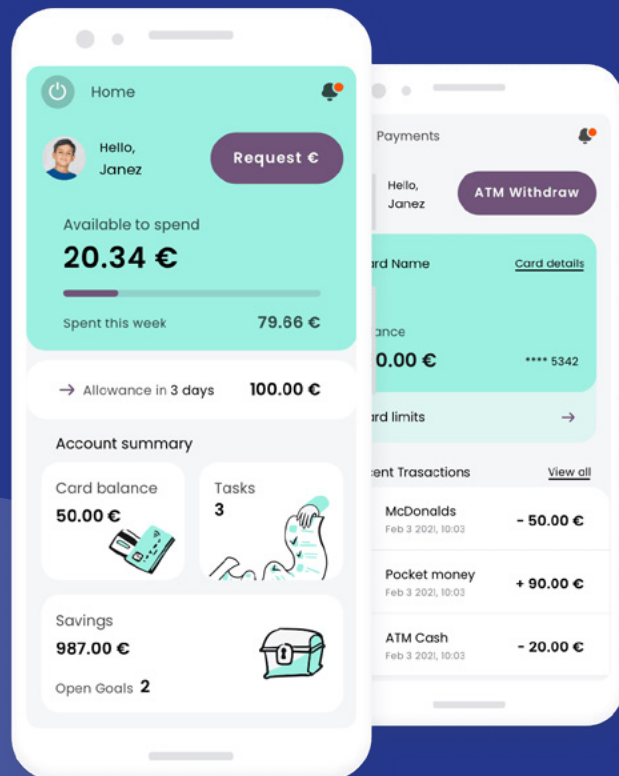 Home
Hello,
Janez
Request €
Available to spend
20.34 €
Spent this week
79.66 €
Allowance in 3 days
100.00 €
Account summary
Card balance
50.00 €
Tasks
3
Savings
987.00 €
Open Goals 2
Payments
Hello,
Janez
ATM Withdraw
Name
Card details
0.00 €
**** 5342
limits
Trasactions
View all
McDonalds
Feb 3 2021, 10:03
- 50.00 €
Pocket money
Feb 3 2021, 10:03
+ 90.00 €
ATM Cash
Feb 3 2021, 10:03
- 20.00 €